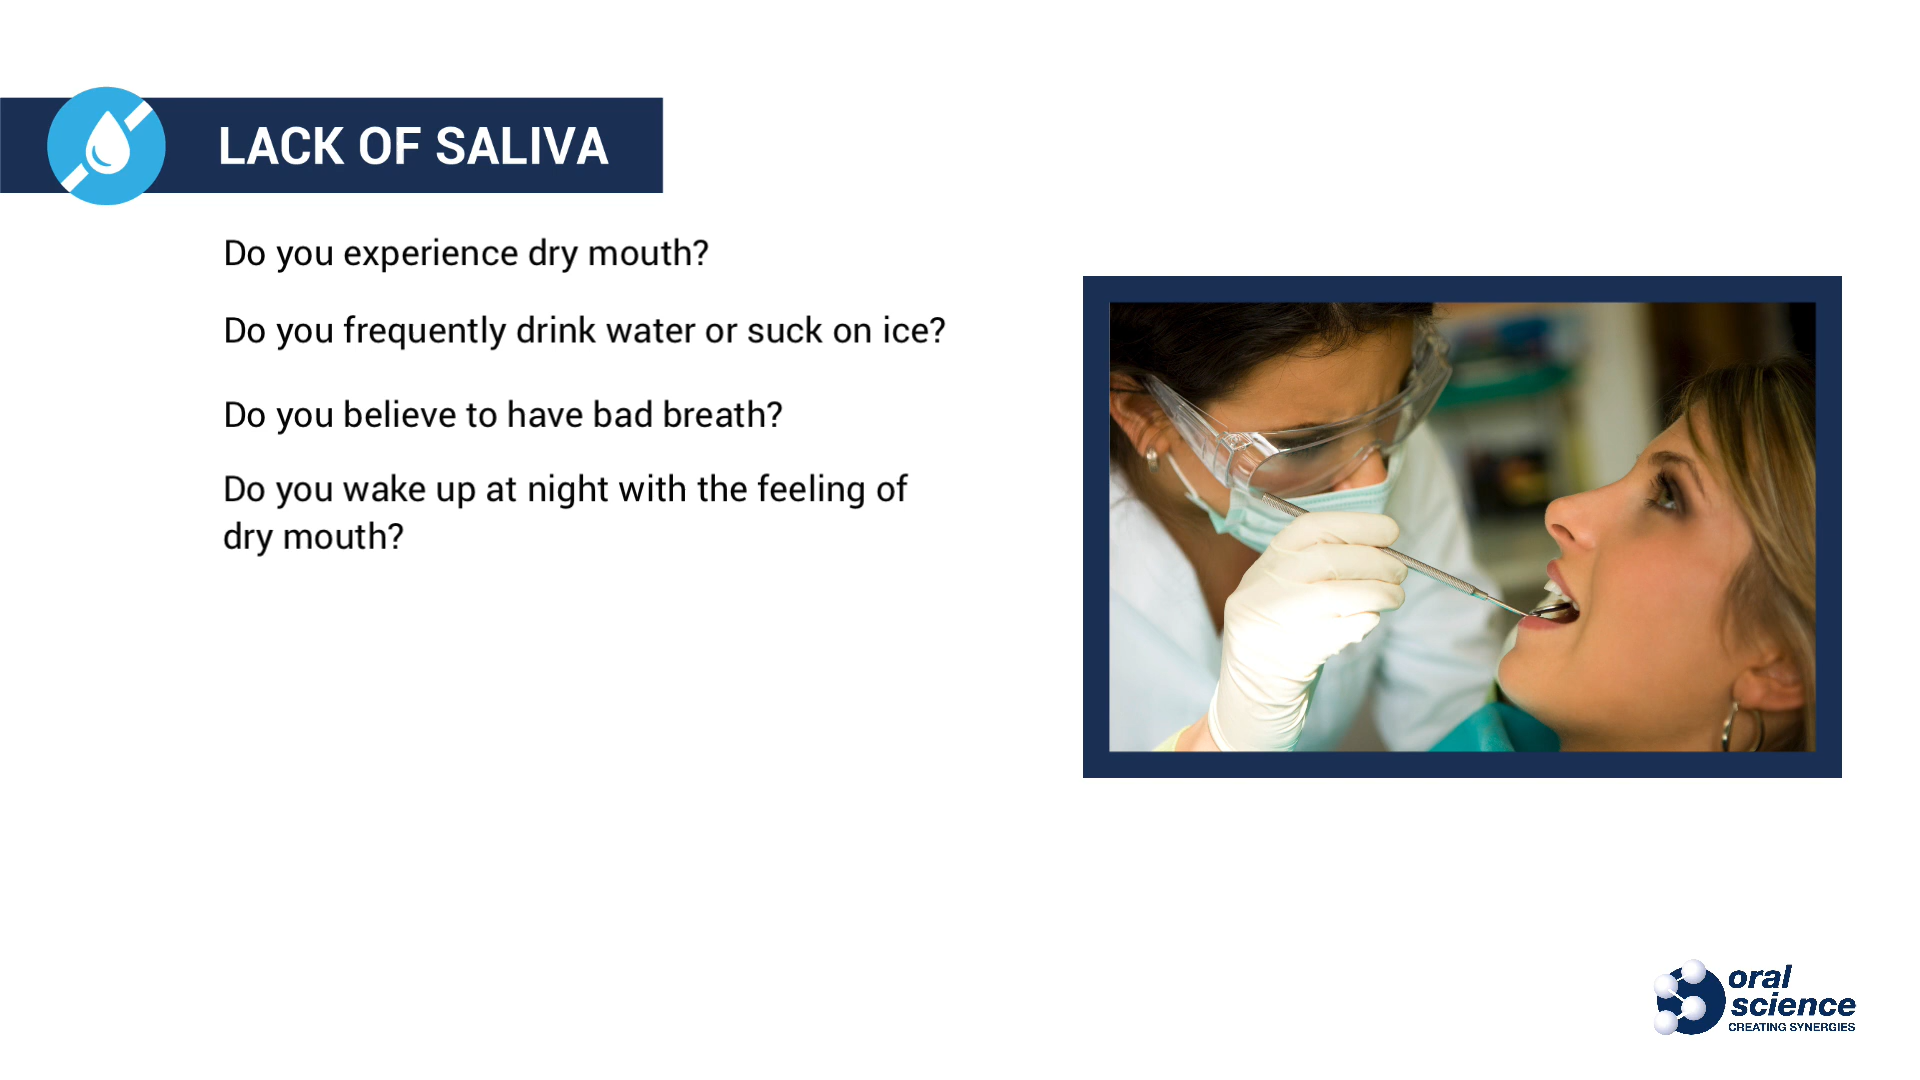 LACK OF SALIVA
Do you experience dry mouth?
Do you frequently drink water or suck on ice?
Do you believe to have bad breath?
Do you wake up at night with the feeling of
dry mouth?
oral
science
CREATING SYNERGIES